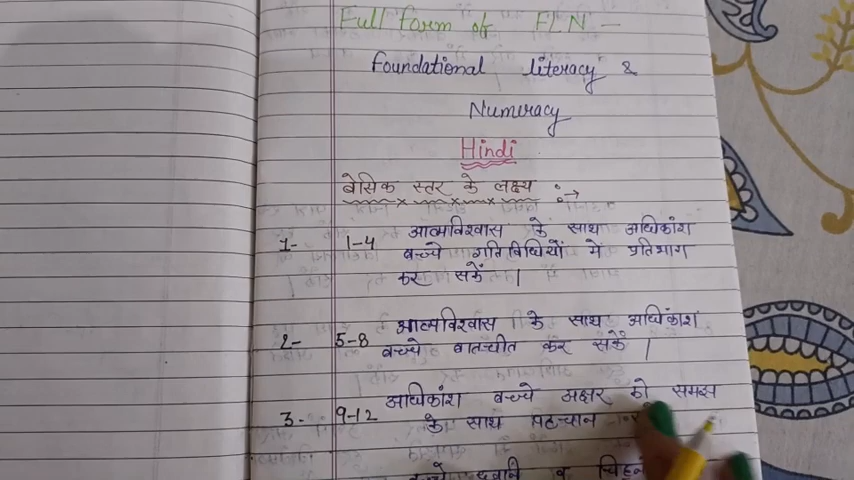 Full form of FLN -
Foundational literacy &
Numeracy
Hindi
बेसिक स्तर के लक्ष्य :→
1- 1-4 आत्मविश्वास के साथ अधिकांश
बच्चे गतिविधियों में प्रतिभाग
कर सकें ।
2- 5-8 आत्मविश्वास के साथ अधिकांश
बच्चे बातचीत कर सकें ।
3- 9-12 अधिकांश बच्चे अक्षर को समझ
के साथ पहचान
व